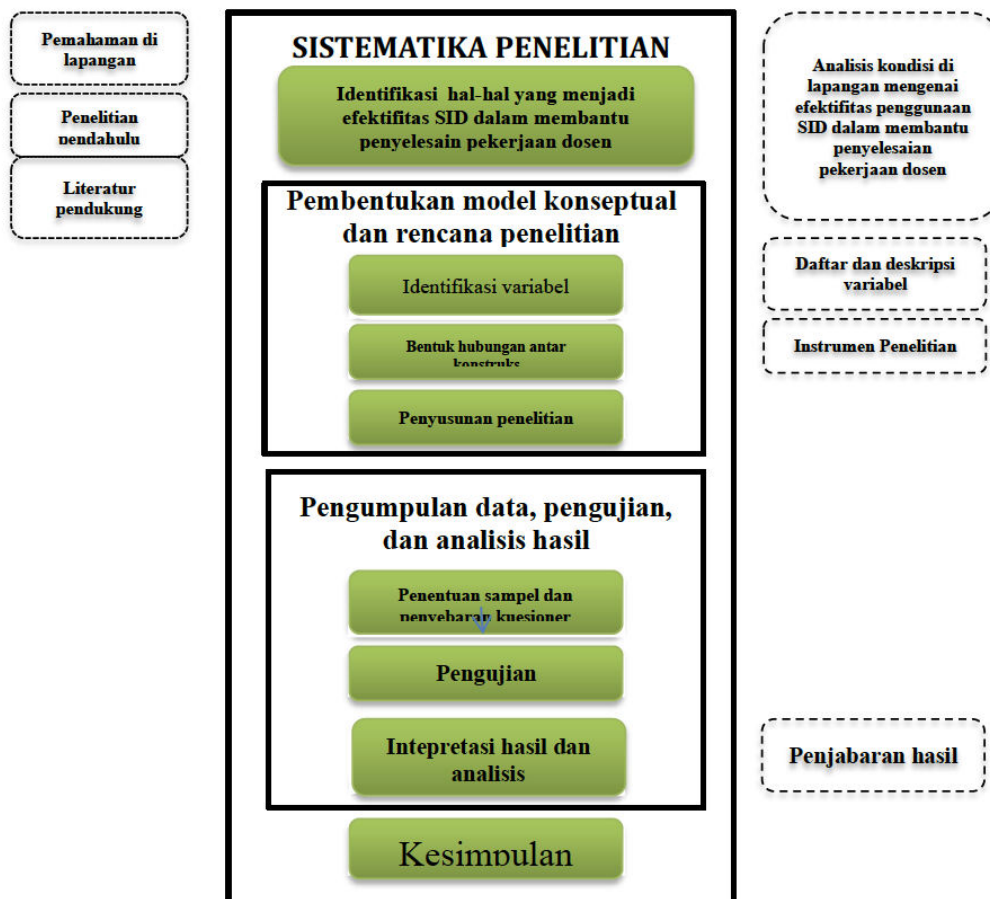 Pemahaman di
lapangan
Penelitian
pendahulu
Literatur
pendukung
SISTEMATIKA PENELITIAN
Identifikasi hal-hal yang menjadi
efektifitas SID dalam membantu
penyelesain pekerjaan dosen
Pembentukan model konseptual
dan rencana penelitian
Identifikasi variabel
Bentuk hubungan antar
konstruks
Penyusunan penelitian
Pengumpulan data, pengujian,
dan analisis hasil
Penentuan sampel dan
penyebaran kuesioner
Pengujian
Intepretasi hasil dan
analisis
Kesimpulan
Analisis kondisi di
lapangan mengenai
efektifitas penggunaan
SID dalam membantu
penyelesaian
pekerjaan dosen
Daftar dan deskripsi
variabel
Instrumen Penelitian
Penjabaran hasil